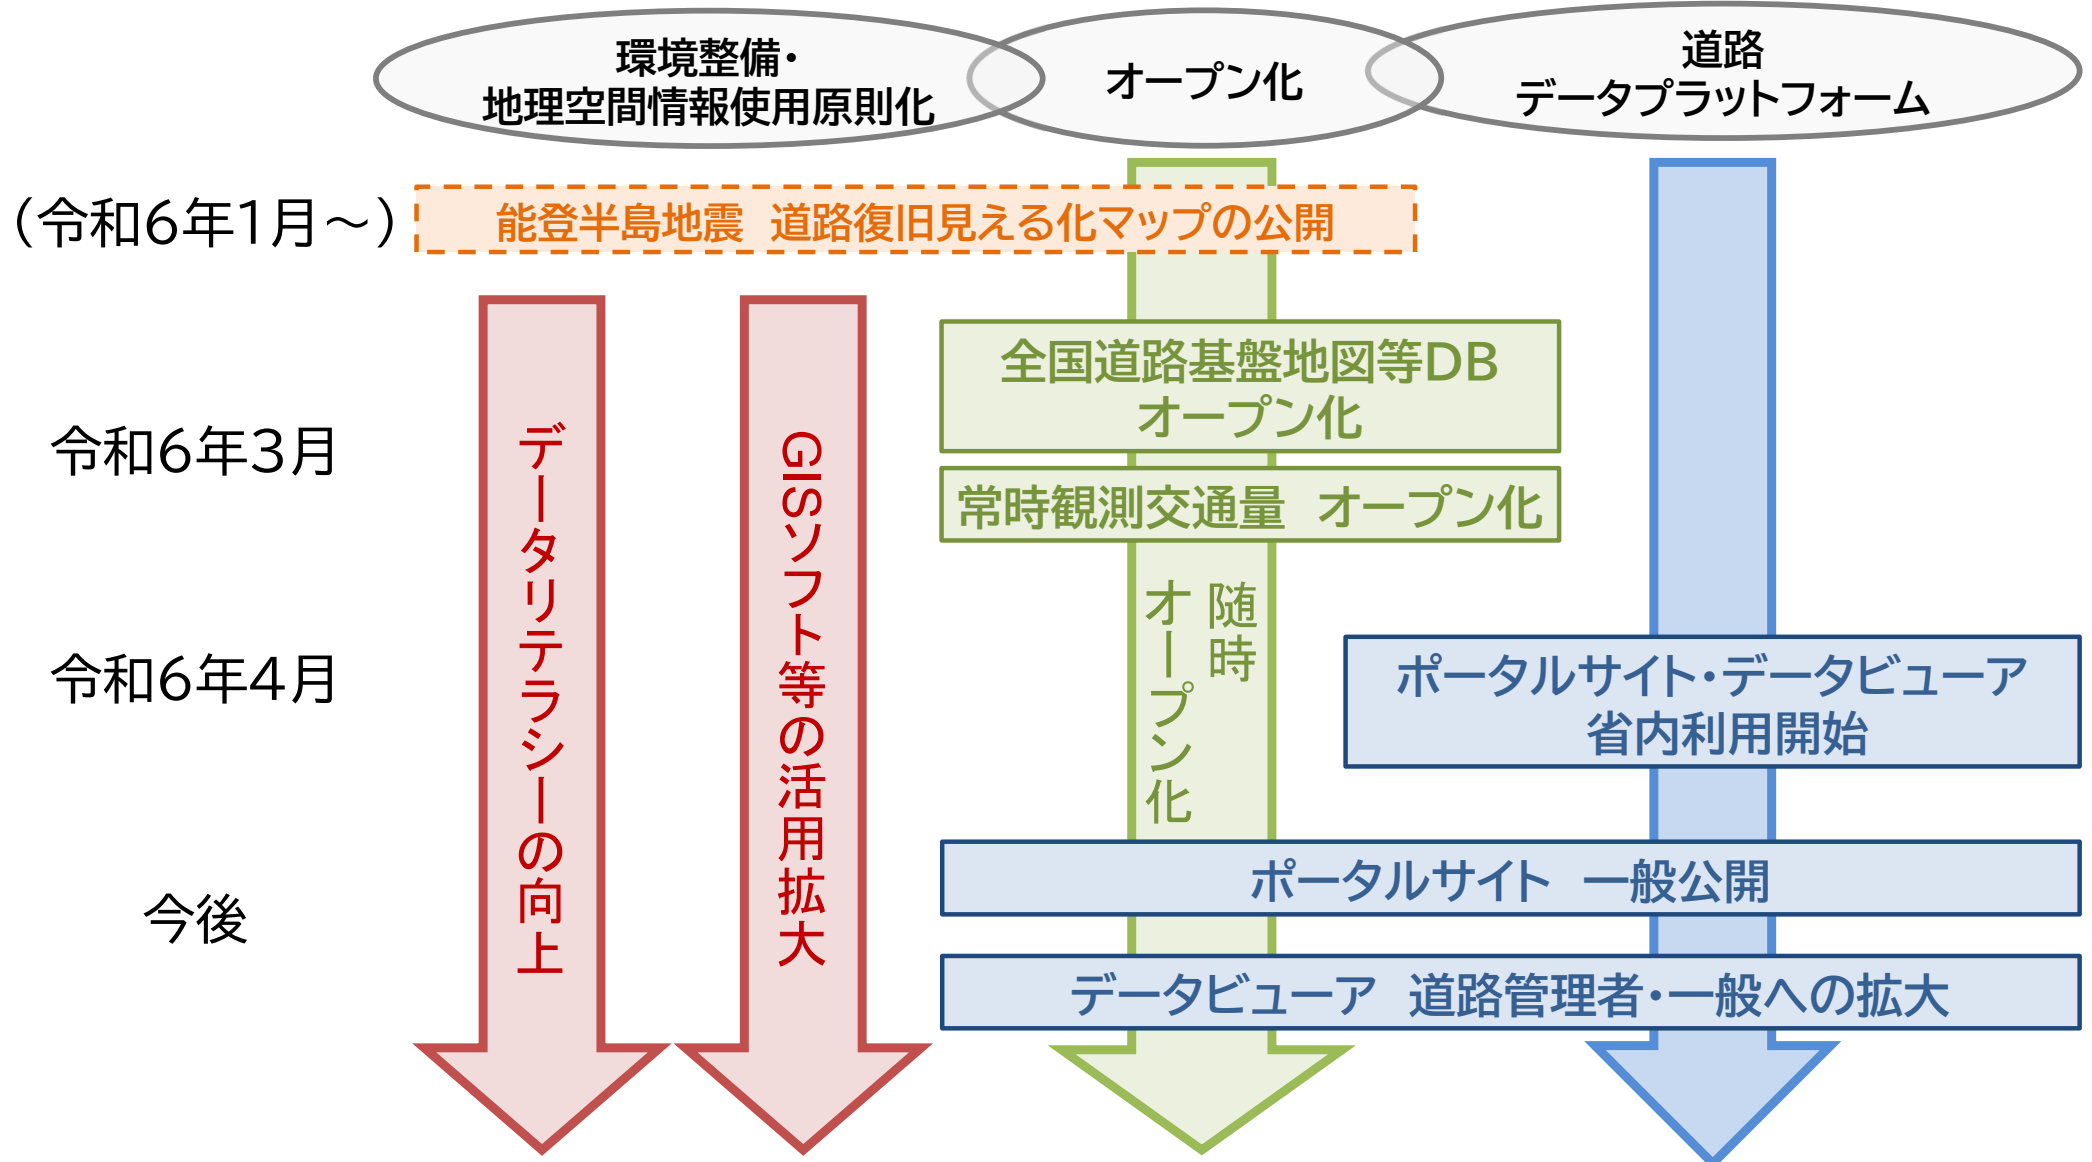 環境整備・
地理空間情報使用原則化
オープン化
道路
データプラットフォーム
（令和６年１月～）
能登半島地震　道路復旧見える化マップの公開
令和６年３月
全国道路基盤地図等DB
オープン化
常時観測交通量　オープン化
データリテラシーの向上
GISソフト等の活用拡大
随時
オープン化
令和６年４月
ポータルサイト・データビューア
省内利用開始
今後
ポータルサイト　一般公開
データビューア　道路管理者・一般への拡大